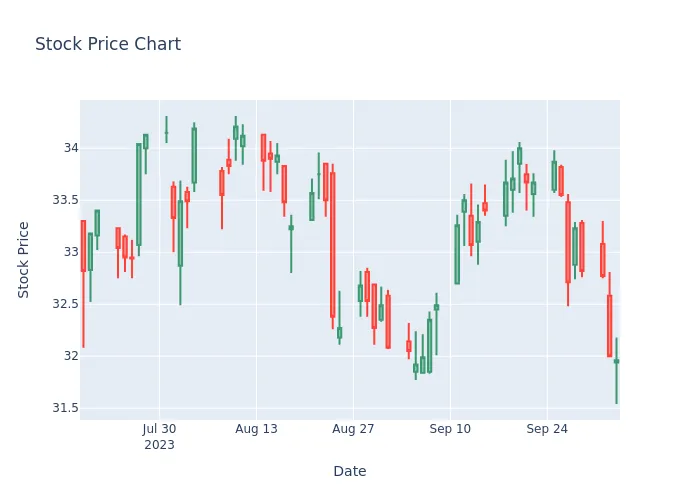 Stock Price Chart
Stock Price
34
33.5
33
32.5
32
31.5
Jul 30
2023
Aug 13
Aug 27
Sep 10
Sep 24
Date